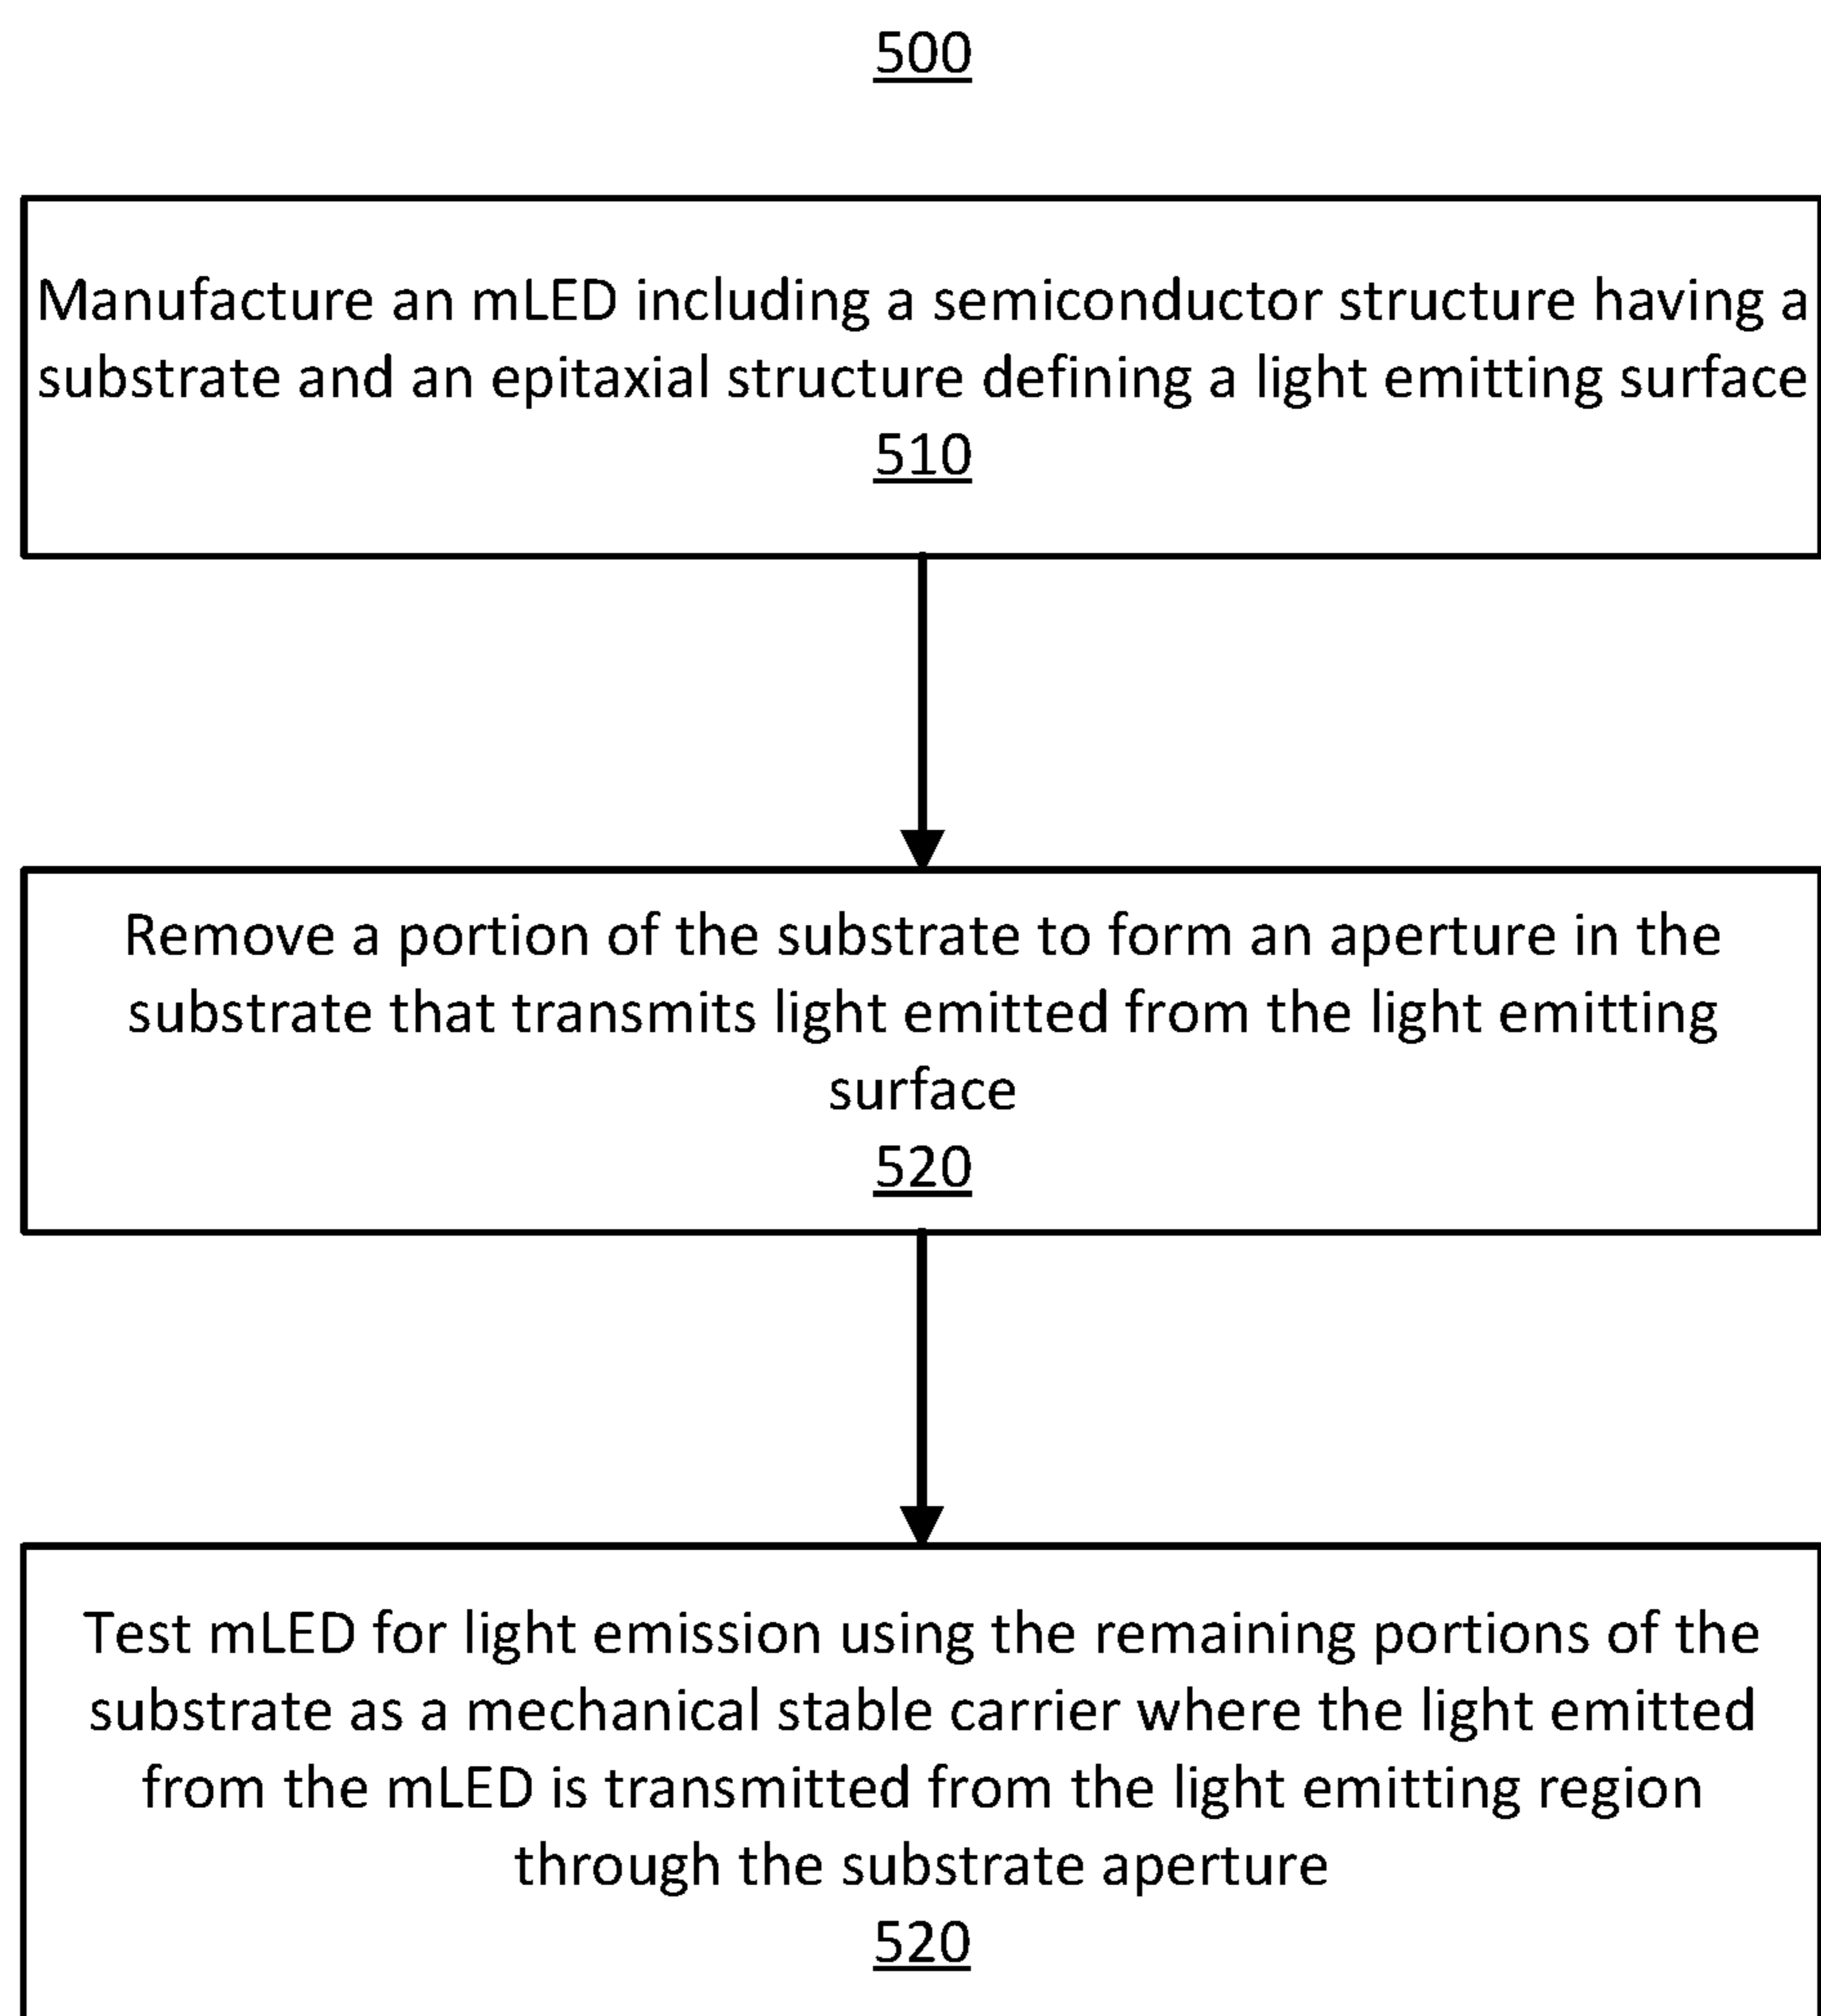 500
Manufacture an mLED including a semiconductor structure having a
substrate and an epitaxial structure defining a light emitting surface
510
Remove a portion of the substrate to form an aperture in the
substrate that transmits light emitted from the light emitting
surface
520
Test mLED for light emission using the remaining portions of the
substrate as a mechanical stable carrier where the light emitted
from the mLED is transmitted from the light emitting region
through the substrate aperture
520